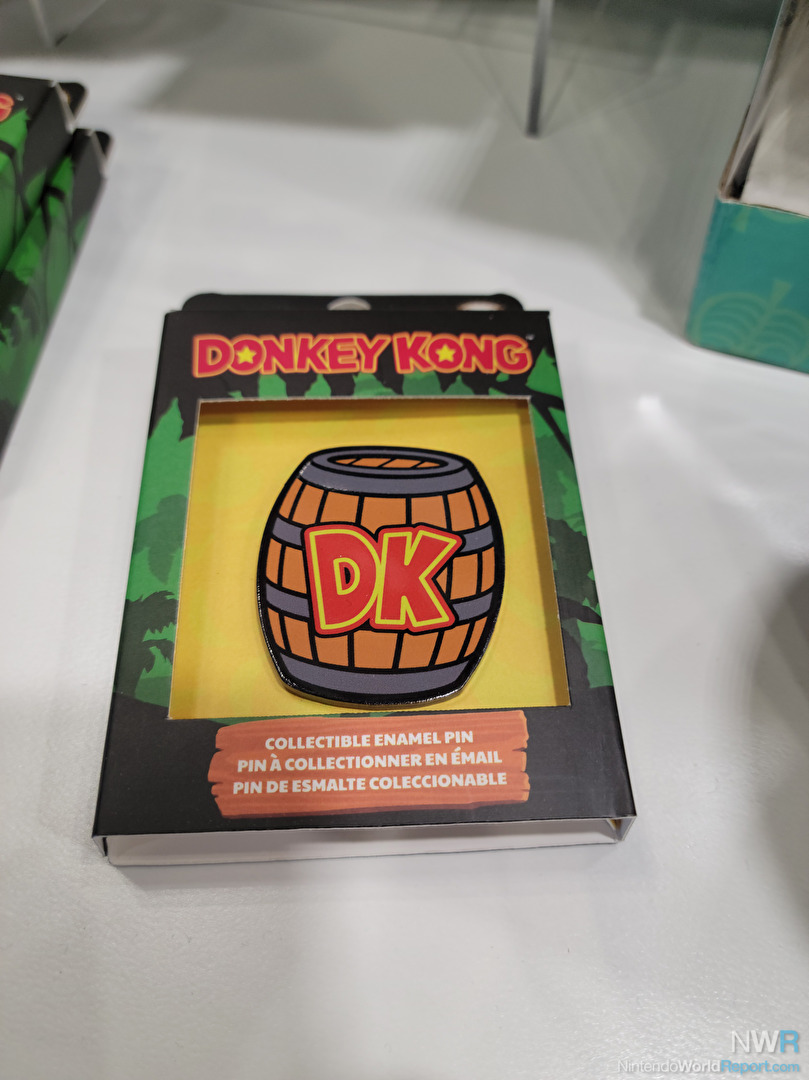 DONKEY KONG
DK
COLLECTIBLE ENAMEL PIN
PIN À COLLECTIONNER EN ÉMAIL
PIN DE ESMALTE COLECCIONABLE
NWR
NintendoWorldReport.com